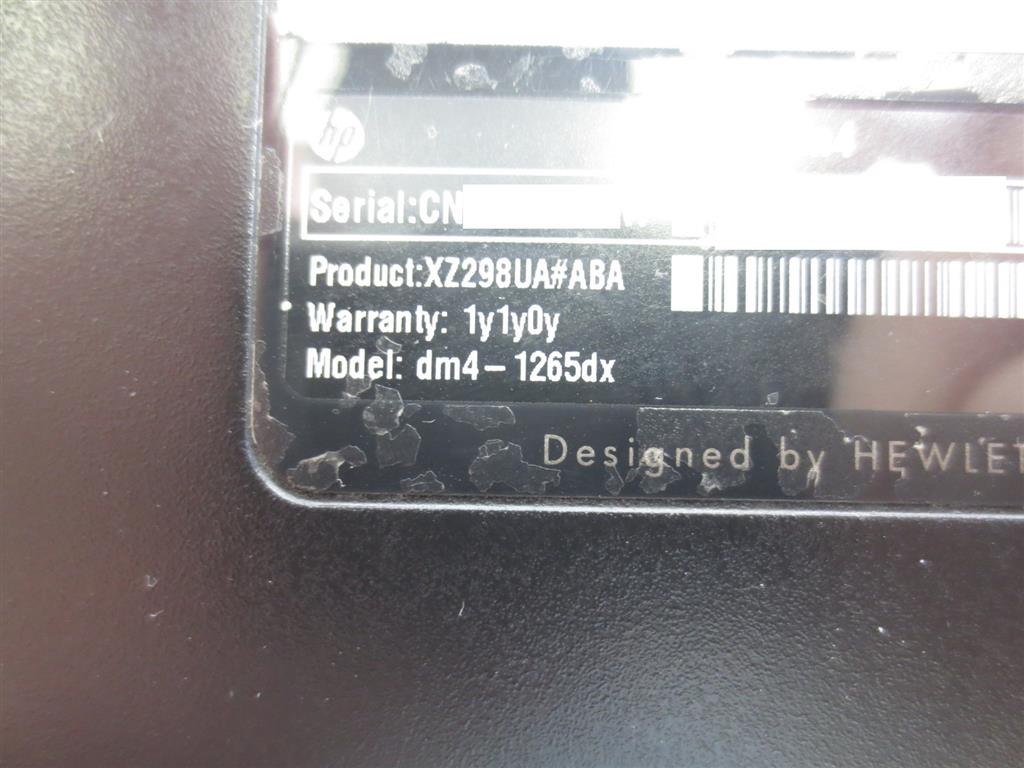 hp
Serial:CN
Product:XZ298UA#ABA
Warranty: 1y1y0y
Model: dm4-1265dx
Designed by HEWLET